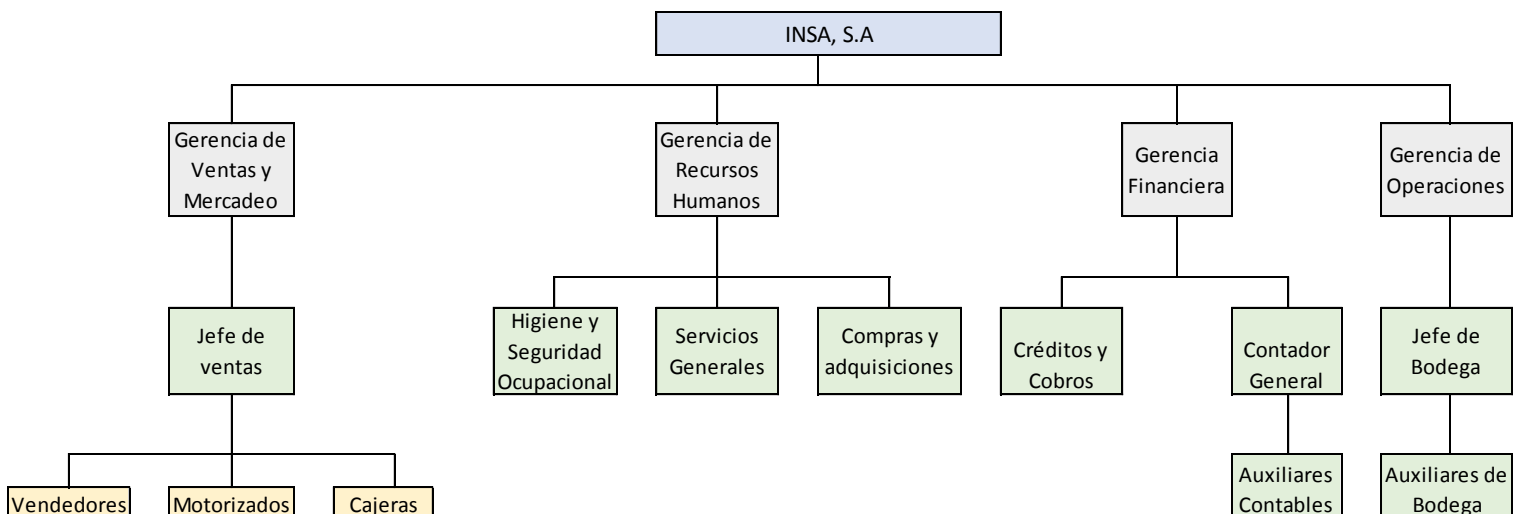 INSA, S.A
Gerencia de
Ventas y
Mercadeo
Gerencia de
Recursos
Humanos
Gerencia
Financiera
Gerencia de
Operaciones
Jefe de
ventas
Higiene y
Seguridad
Ocupacional
Servicios
Generales
Compras y
adquisiciones
Créditos y
Cobros
Contador
General
Jefe de
Bodega
Vendedores
Motorizados
Cajeras
Auxiliares
Contables
Auxiliares de
Bodega